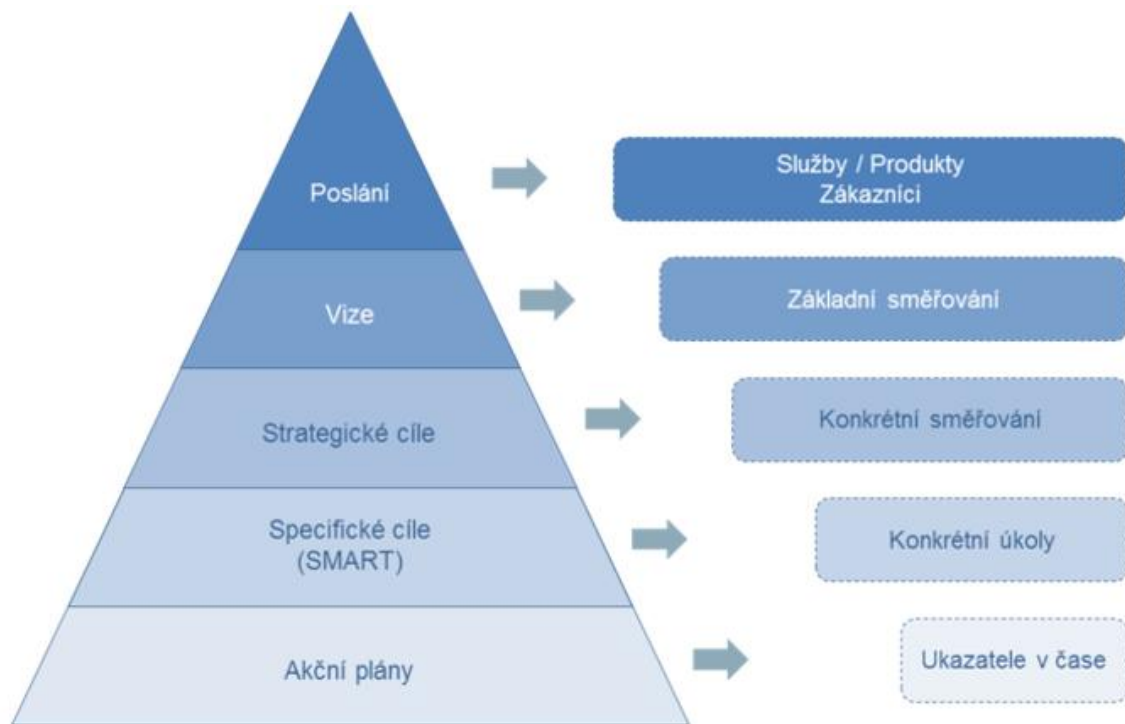 Poslání
Služby / Produkty
Zákazníci
Vize
Základní směřování
Strategické cíle
Konkrétní směřování
Specifické cíle
(SMART)
Konkrétní úkoly
Akční plány
Ukazatele v čase